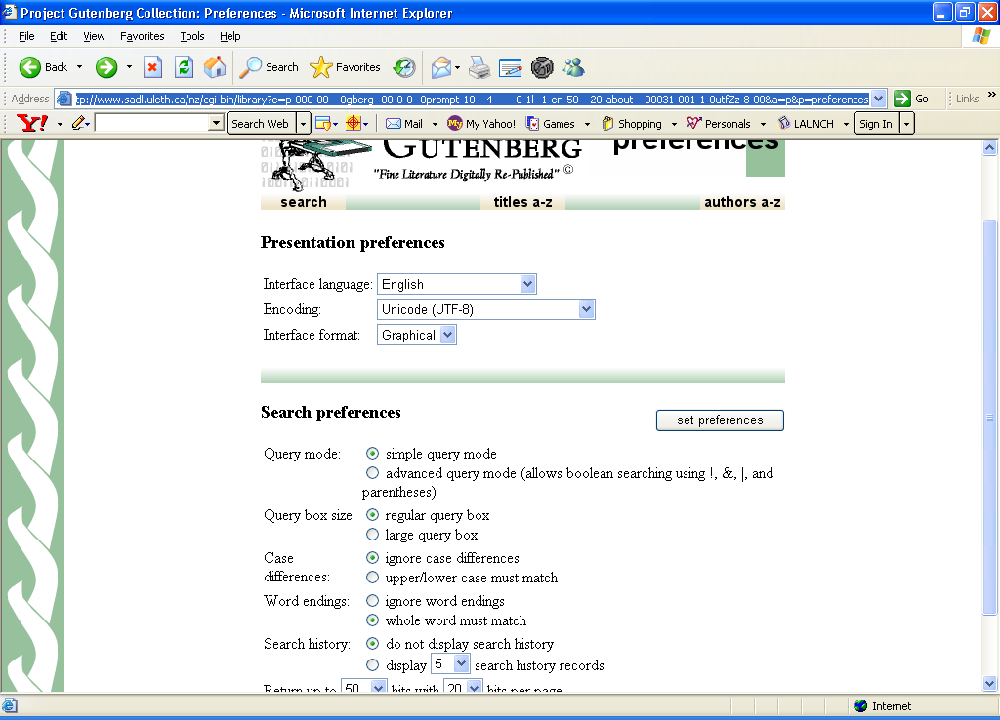 Project Gutenberg Collection: Preferences - Microsoft Internet Explorer
File Edit View Favorites Tools Help
Back Search Favorites
Address tp://www.sadl.uleth.ca/nz/cgi-bin/library?e=p-000-00---0gberg--00-0-0--0prompt-10---4------0-1l--1-en-50---20-about---00031-001-1-0utfZz-8-00&a=p&p=preferences Go Links »
Y! Search Web Mail My Yahoo! Games Shopping Personals LAUNCH Sign In
GUTENBERG preferences
"Fine Literature Digitally Re-Published" ©
search titles a-z authors a-z
Presentation preferences
Interface language: English
Encoding: Unicode (UTF-8)
Interface format: Graphical
Search preferences set preferences
Query mode: simple query mode
advanced query mode (allows boolean searching using !, &, |, and
parentheses)
Query box size: regular query box
large query box
Case ignore case differences
differences: upper/lower case must match
Word endings: ignore word endings
whole word must match
Search history: do not display search history
display 5 search history records
Return up to 50 hits with 20 hits per page
Internet